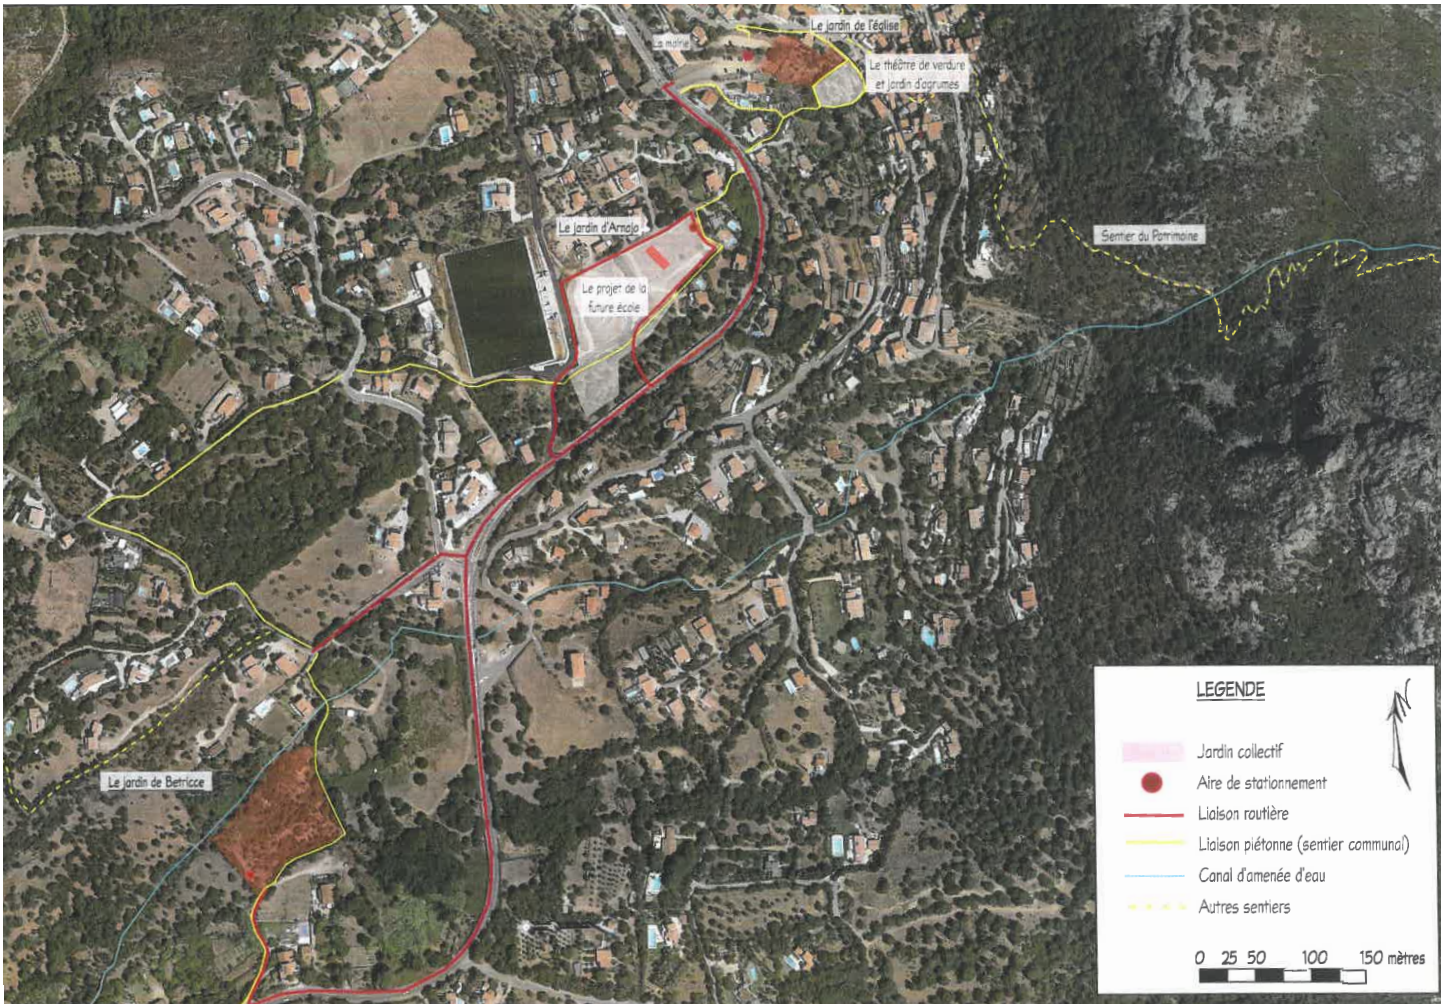 Le jardin de l'église
La mairie
Le théâtre de verdure
et jardin d'agrumes
Le jardin d'Arnajo
Sentier du Patrimoine
Le projet de la
future école
Le jardin de Betricce
LEGENDE
N
Jardin collectif
Aire de stationnement
Liaison routière
Liaison piétonne (sentier communal)
Canal d'amenée d'eau
Autres sentiers
0 25 50 100 150 mètres